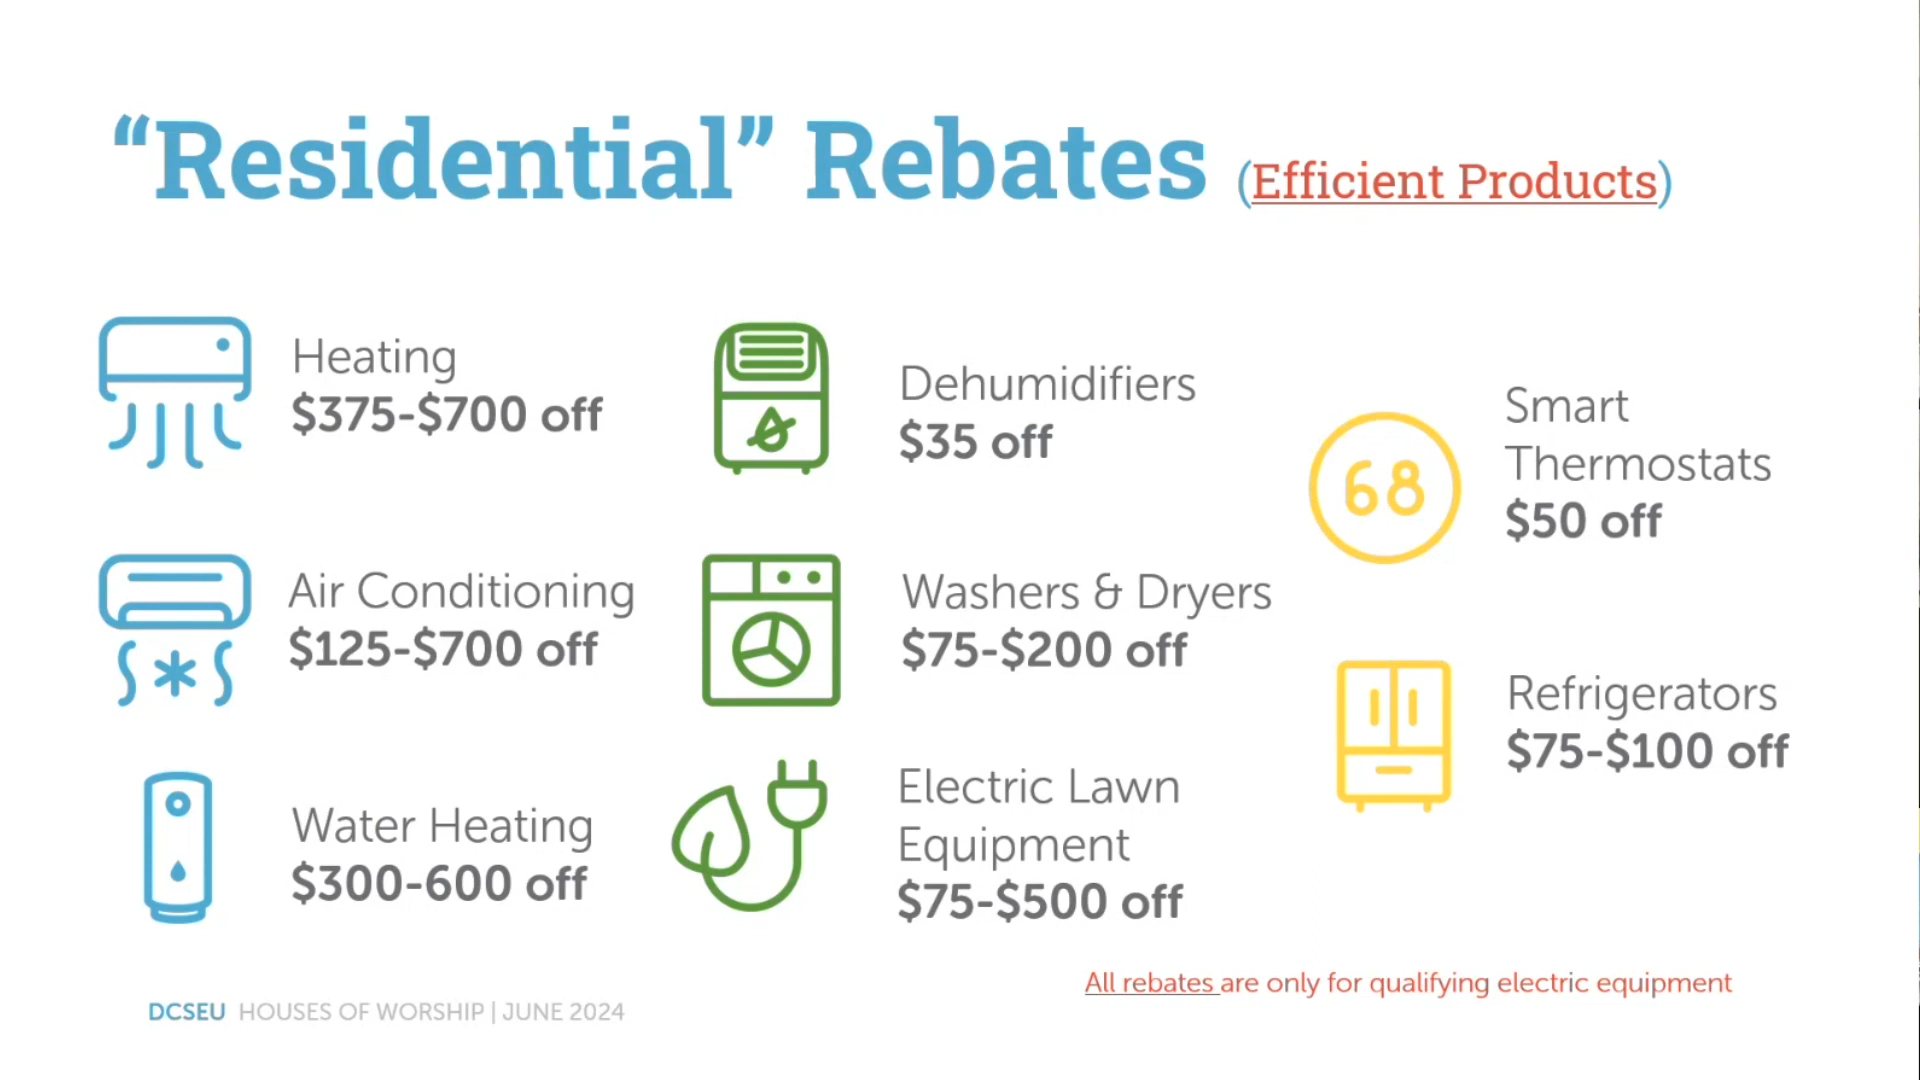 “Residential” Rebates (Efficient Products)
Heating
$375-$700 off
Air Conditioning
$125-$700 off
Water Heating
$300-600 off
Dehumidifiers
$35 off
Washers & Dryers
$75-$200 off
Electric Lawn
Equipment
$75-$500 off
68
Smart
Thermostats
$50 off
Refrigerators
$75-$100 off
All rebates are only for qualifying electric equipment
DCSEU HOUSES OF WORSHIP | JUNE 2024